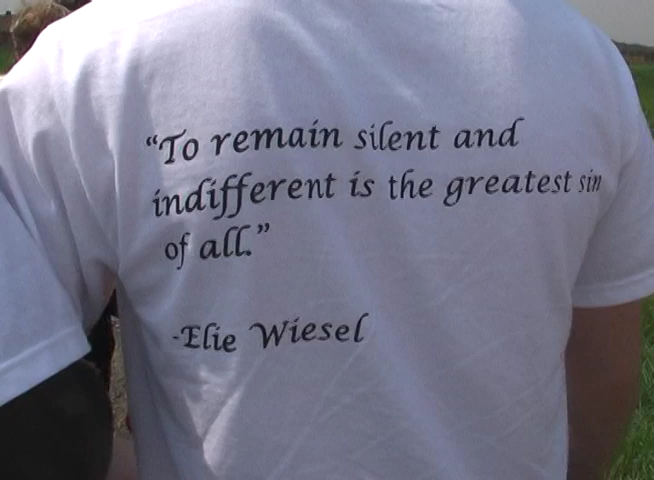 “To remain silent and
indifferent is the greatest sin
of all.”
-Elie Wiesel